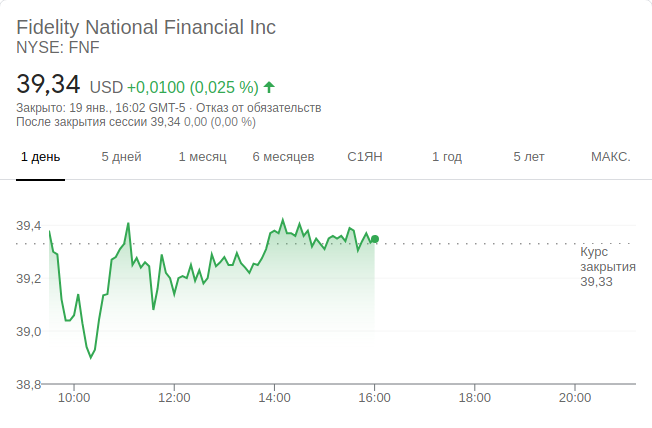 Fidelity National Financial Inc
NYSE: FNF
39,34 USD +0,0100 (0,025 %)
Закрыто: 19 янв., 16:02 GMT-5 · Отказ от обязательств
После закрытия сессии 39,34 0,00 (0,00 %)
1 день 5 дней 1 месяц 6 месяцев С1ЯН 1 год 5 лет МАКС.
39,4
39,2
39,0
38,8
Курс
закрытия
39,33
10:00 12:00 14:00 16:00 18:00 20:00